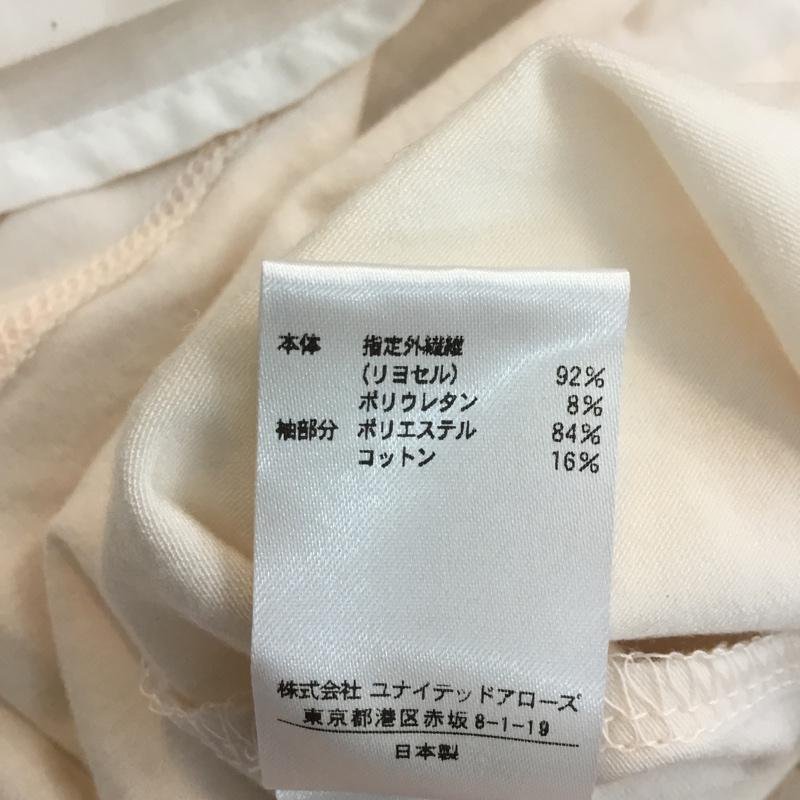 本体 指定外繊維
(リヨセル) 92%
ポリウレタン 8%
袖部分 ポリエステル 84%
コットン 16%
株式会社 ユナイテッドアローズ
東京都港区赤坂8-1-19
日本製